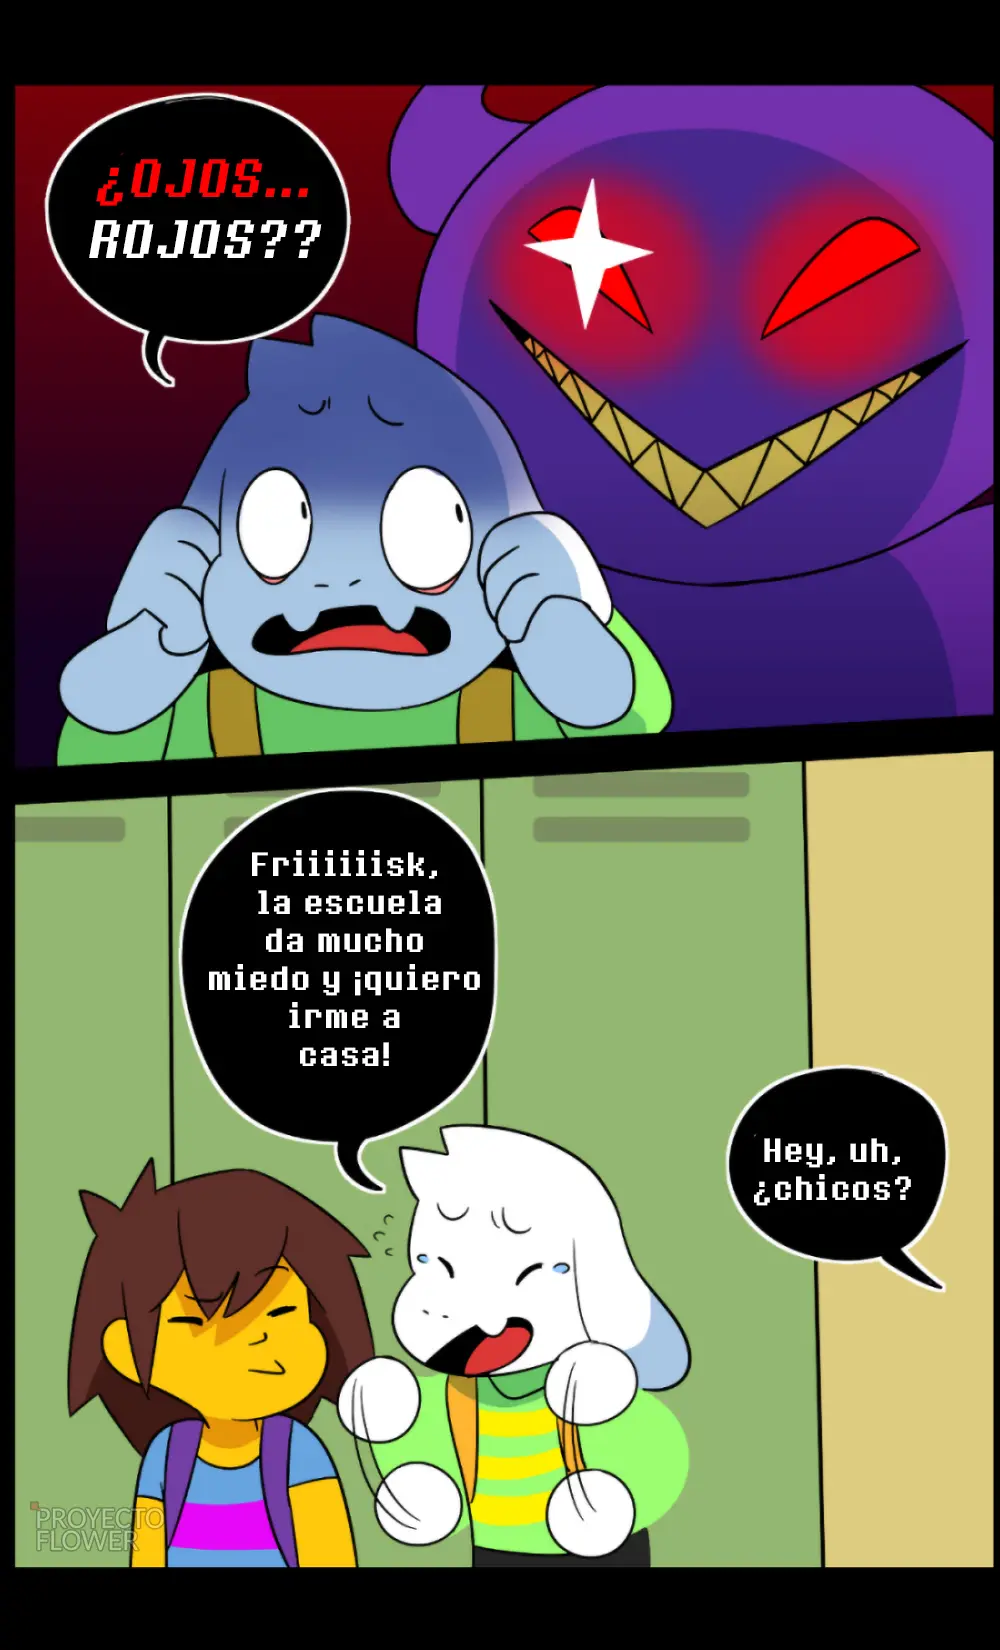 ¿OJOS...
ROJOS??
Friiiiiisk,
la escuela
da mucho
miedo y ¡quiero
irme a
casa!
Hey, uh,
¿chicos?
PROYECTO
FLOWER